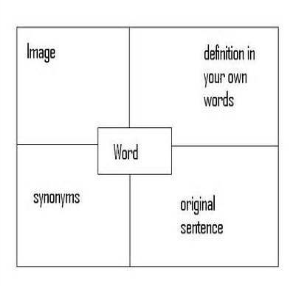 Image
definition in
your own
words
Word
synonyms
original
sentence